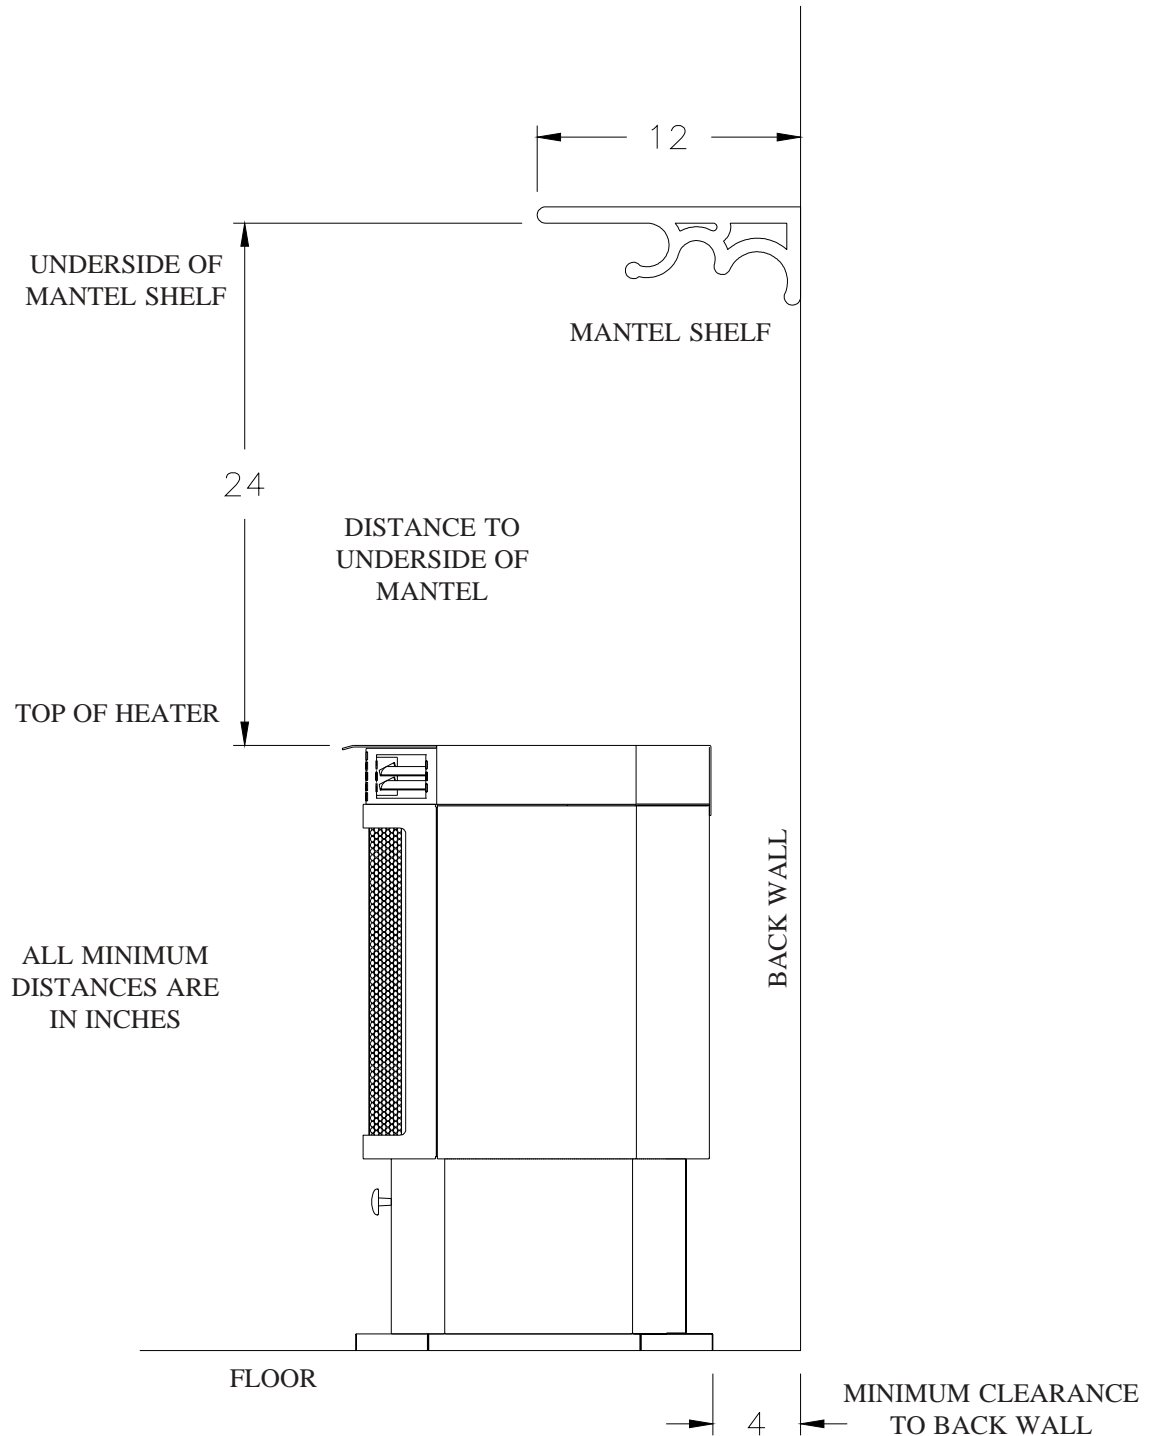 12
UNDERSIDE OF
MANTEL SHELF
MANTEL SHELF
24
DISTANCE TO
UNDERSIDE OF
MANTEL
TOP OF HEATER
BACK WALL
ALL MINIMUM
DISTANCES ARE
IN INCHES
FLOOR
4
MINIMUM CLEARANCE
TO BACK WALL